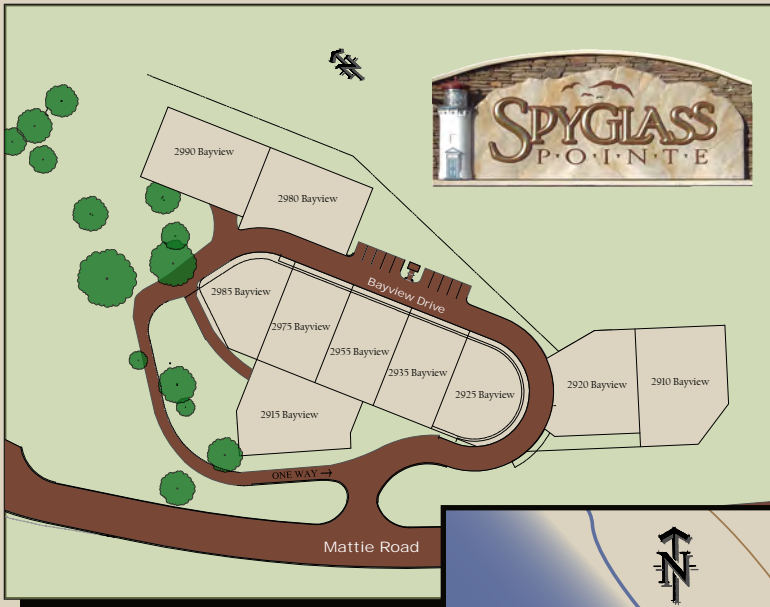 N
SPYGLASS
P·O·I·N·T·E
2990 Bayview
2980 Bayview
Bayview Drive
2985 Bayview
2975 Bayview
2955 Bayview
2935 Bayview
2925 Bayview
2920 Bayview
2910 Bayview
2915 Bayview
ONE WAY →
Mattie Road
N